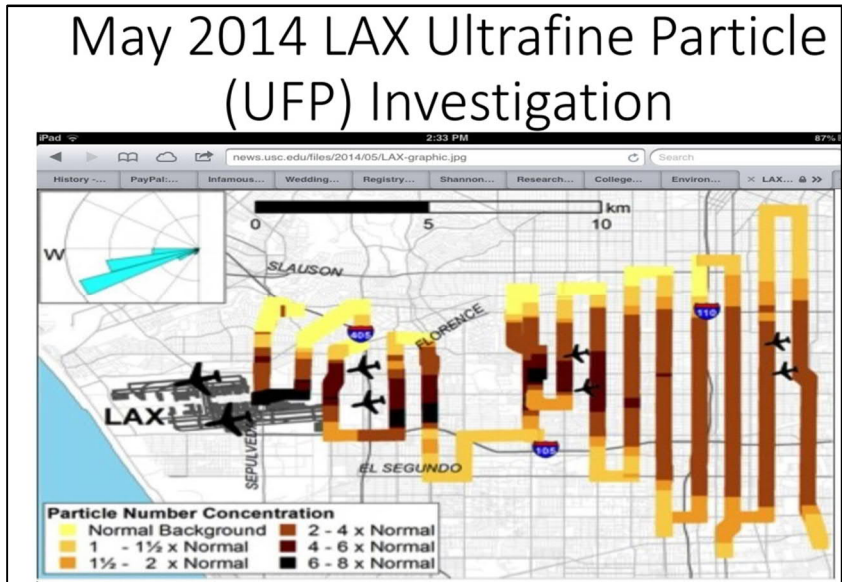 May 2014 LAX Ultrafine Particle
(UFP) Investigation
iPad
2:33 PM
87%
news.usc.edu/files/2014/05/LAX-graphic.jpg
Search
History -...
PayPal:...
Infamous...
Wedding...
Registry...
Shannon...
Research...
College...
Environ...
LAX...
W
0
5
10
km
SLAUSON
FLORENCE
405
110
LAX
SEPULVED
105
EL SEGUNDO
Particle Number Concentration
Normal Background
1 - 1½ x Normal
1½ - 2 x Normal
2 - 4 x Normal
4 - 6 x Normal
6 - 8 x Normal